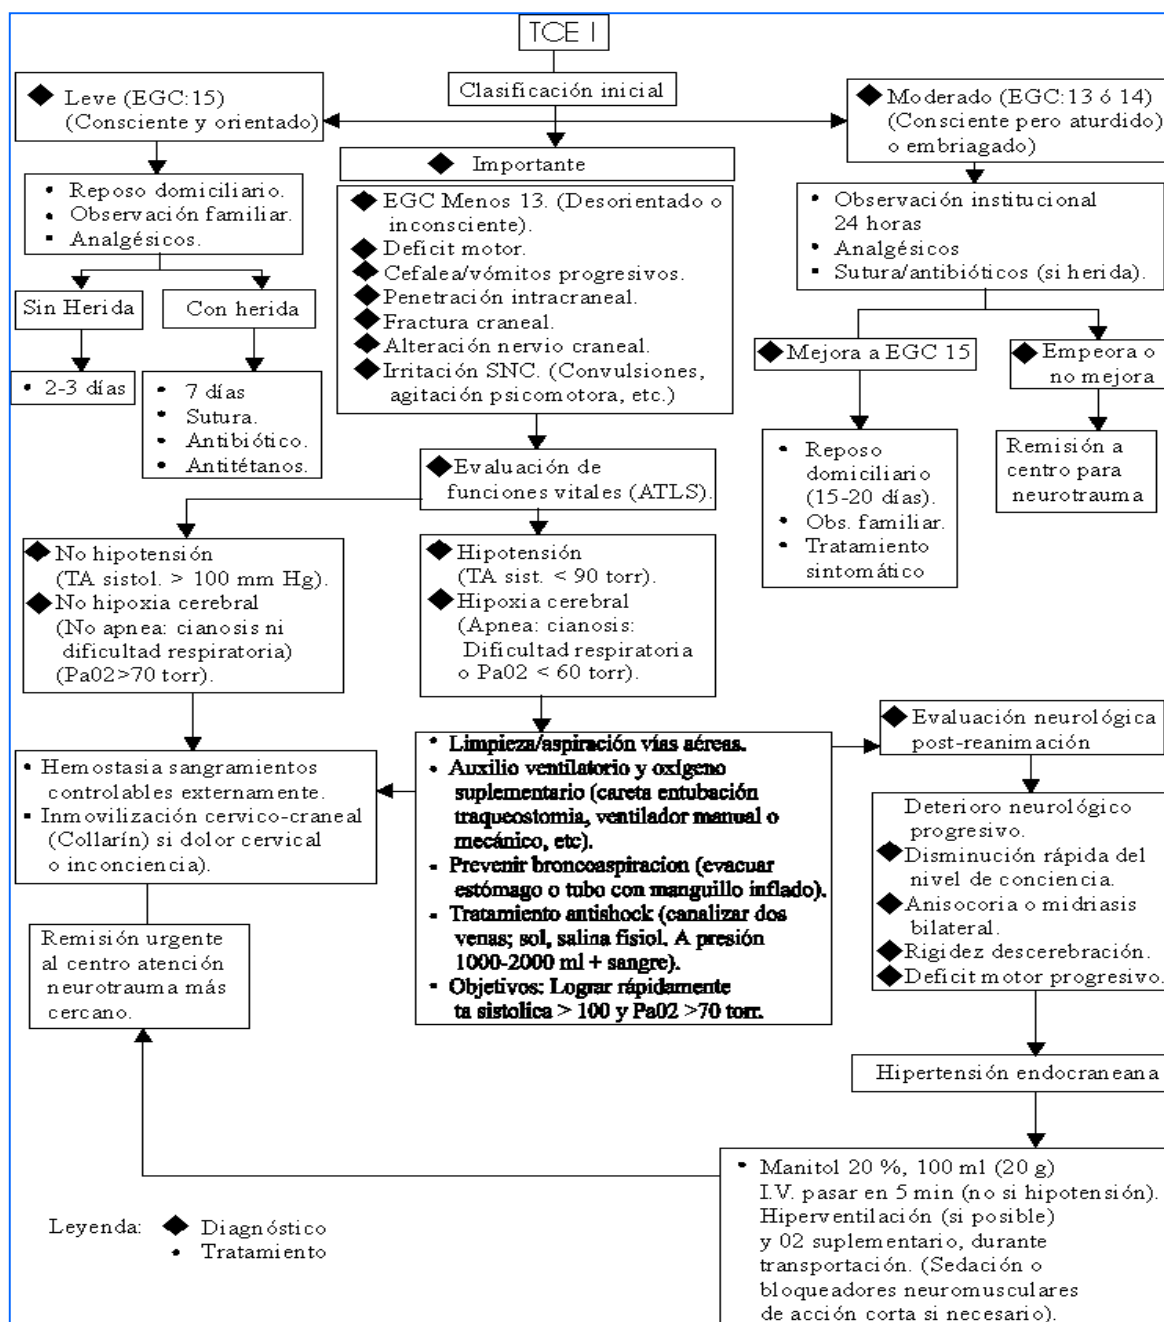 TCE I
Clasificación inicial
Leve (EGC:15)
(Consciente y orientado)
Importante
Moderado (EGC:13 ó 14)
(Consciente pero aturdido)
o embriagado)
• Reposo domiciliario.
• Observación familiar.
▪ Analgésicos.
Sin Herida
Con herida
• 2-3 días
• 7 días
• Sutura.
• Antibiótico.
• Antitétanos.
EGC Menos 13. (Desorientado o
inconsciente).
Deficit motor.
Cefalea/vómitos progresivos.
Penetración intracraneal.
Fractura craneal.
Alteración nervio craneal.
Irritación SNC. (Convulsiones,
agitación psicomotora, etc.)
• Observación institucional
24 horas
• Analgésicos
▪ Sutura/antibióticos (si herida).
Mejora a EGC 15
Empeora o
no mejora
• Reposo
domiciliario
(15-20 días).
• Obs. familiar.
• Tratamiento
sintomático
Remisión a
centro para
neurotrauma
Evaluación de
funciones vitales (ATLS).
No hipotensión
(TA sistol. > 100 mm Hg).
No hipoxia cerebral
(No apnea: cianosis ni
dificultad respiratoria)
(Pa02>70 torr).
Hipotensión
(TA sist. < 90 torr).
Hipoxia cerebral
(Apnea: cianosis:
Dificultad respiratoria
o Pa02 < 60 torr).
• Hemostasia sangramientos
controlables externamente.
▪ Inmovilización cervico-craneal
(Collarín) si dolor cervical
o inconciencia).
Remisión urgente
al centro atención
neurotrauma más
cercano.
• Limpieza/aspiración vías aéreas.
• Auxilio ventilatorio y oxígeno
suplementario (careta entubación
traqueostomia, ventilador manual o
mecánico, etc).
• Prevenir broncoaspiracion (evacuar
estómago o tubo con manguillo inflado).
• Tratamiento antishock (canalizar dos
venas; sol, salina fisiol. A presión
1000-2000 ml + sangre).
• Objetivos: Lograr rápidamente
ta sistolica > 100 y Pa02 >70 torr.
Evaluación neurológica
post-reanimación
Deterioro neurológico
progresivo.
Disminución rápida del
nivel de conciencia.
Anisocoria o midriasis
bilateral.
Rigidez descerebración.
Deficit motor progresivo.
Hipertensión endocraneana
• Manitol 20 %, 100 ml (20 g)
I.V. pasar en 5 min (no si hipotensión).
Hiperventilación (si posible)
y 02 suplementario, durante
transportación. (Sedación o
bloqueadores neuromusculares
de acción corta si necesario).
Leyenda: ◆ Diagnóstico
• Tratamiento